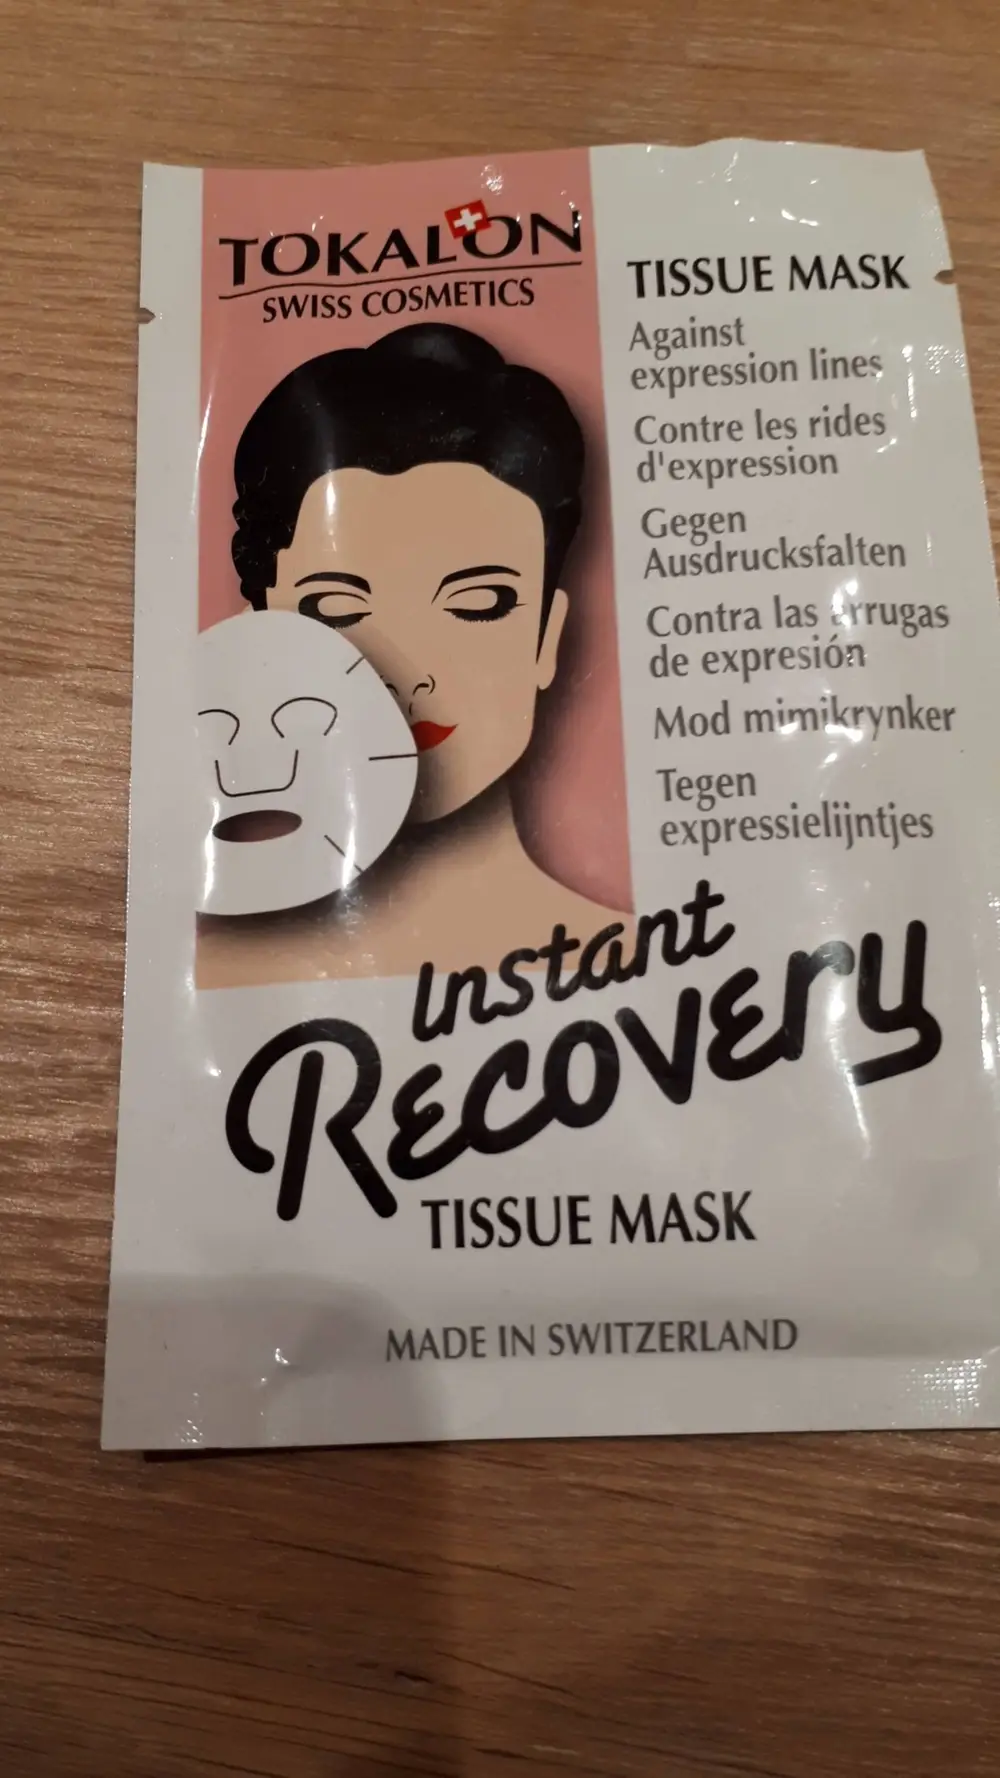 TOKALON
SWISS COSMETICS
TISSUE MASK
Against
expression lines
Contre les rides
d'expression
Gegen
Ausdrucksfalten
Contra las arrugas
de expresión
Mod mimikrynker
Tegen
expressielijntjes
Instant
RECOVERY
TISSUE MASK
MADE IN SWITZERLAND